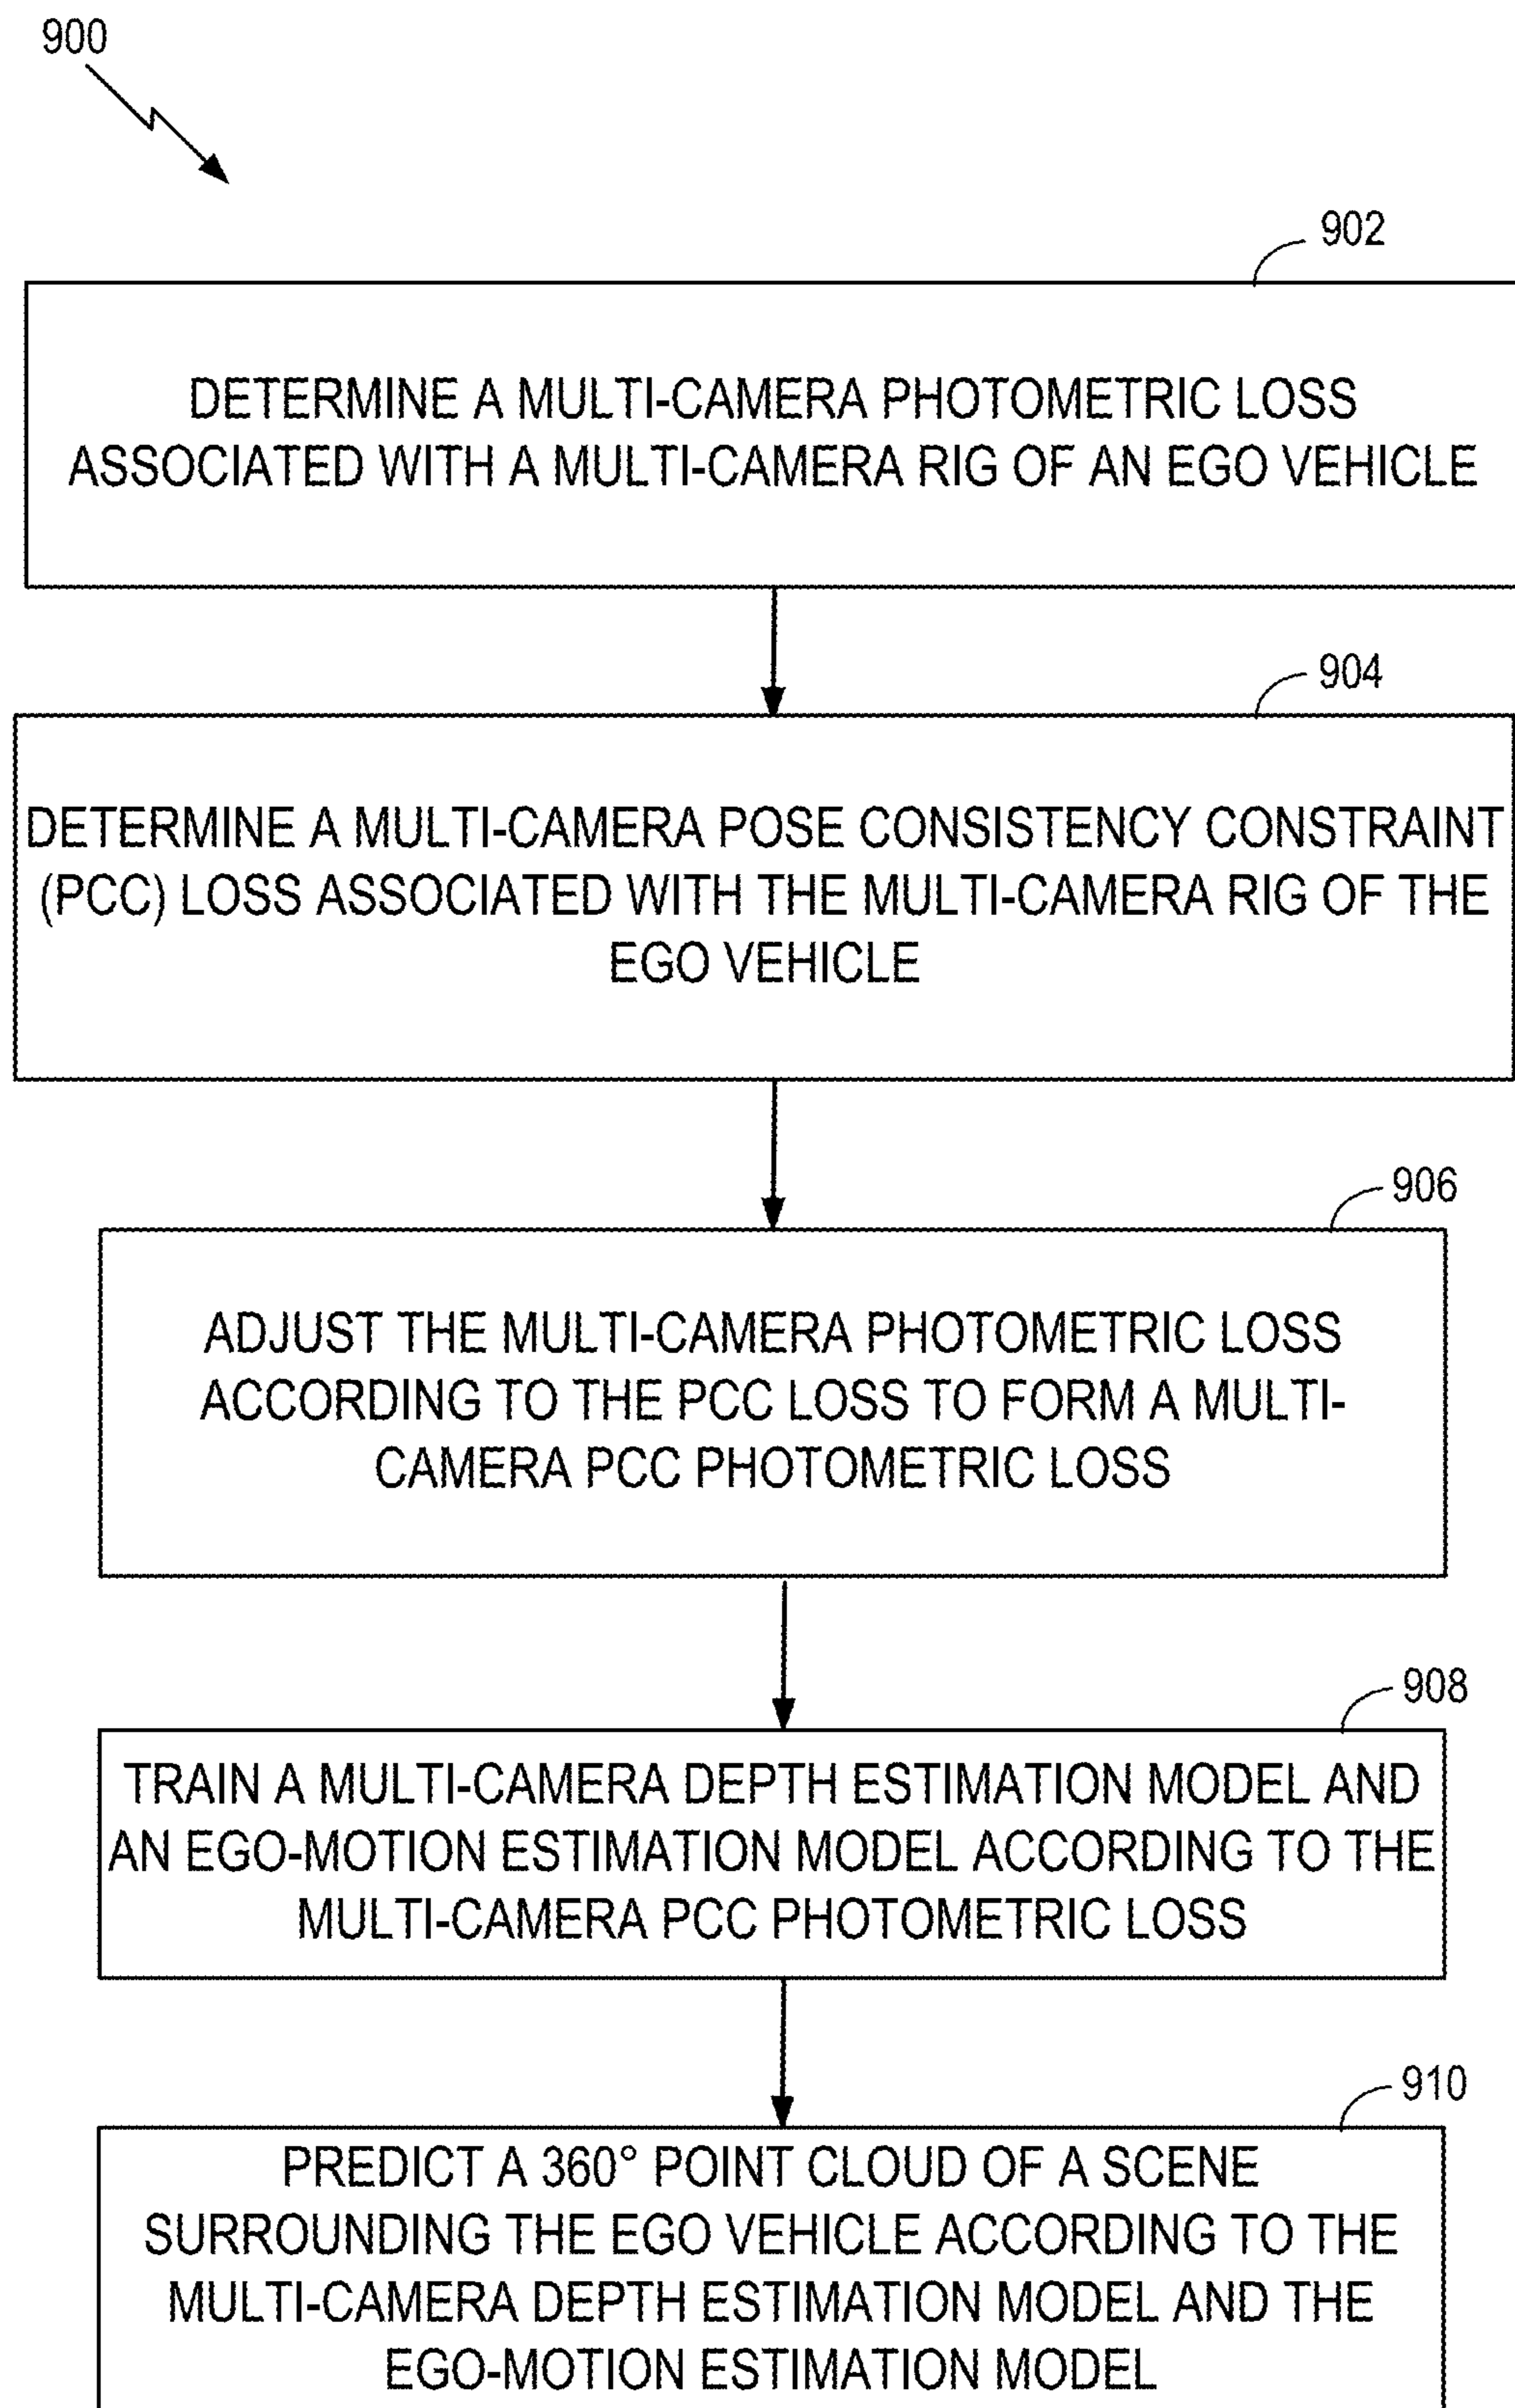 900
902
DETERMINE A MULTI-CAMERA PHOTOMETRIC LOSS
ASSOCIATED WITH A MULTI-CAMERA RIG OF AN EGO VEHICLE
904
DETERMINE A MULTI-CAMERA POSE CONSISTENCY CONSTRAINT
(PCC) LOSS ASSOCIATED WITH THE MULTI-CAMERA RIG OF THE
EGO VEHICLE
906
ADJUST THE MULTI-CAMERA PHOTOMETRIC LOSS
ACCORDING TO THE PCC LOSS TO FORM A MULTI-
CAMERA PCC PHOTOMETRIC LOSS
908
TRAIN A MULTI-CAMERA DEPTH ESTIMATION MODEL AND
AN EGO-MOTION ESTIMATION MODEL ACCORDING TO THE
MULTI-CAMERA PCC PHOTOMETRIC LOSS
910
PREDICT A 360° POINT CLOUD OF A SCENE
SURROUNDING THE EGO VEHICLE ACCORDING TO THE
MULTI-CAMERA DEPTH ESTIMATION MODEL AND THE
EGO-MOTION ESTIMATION MODEL